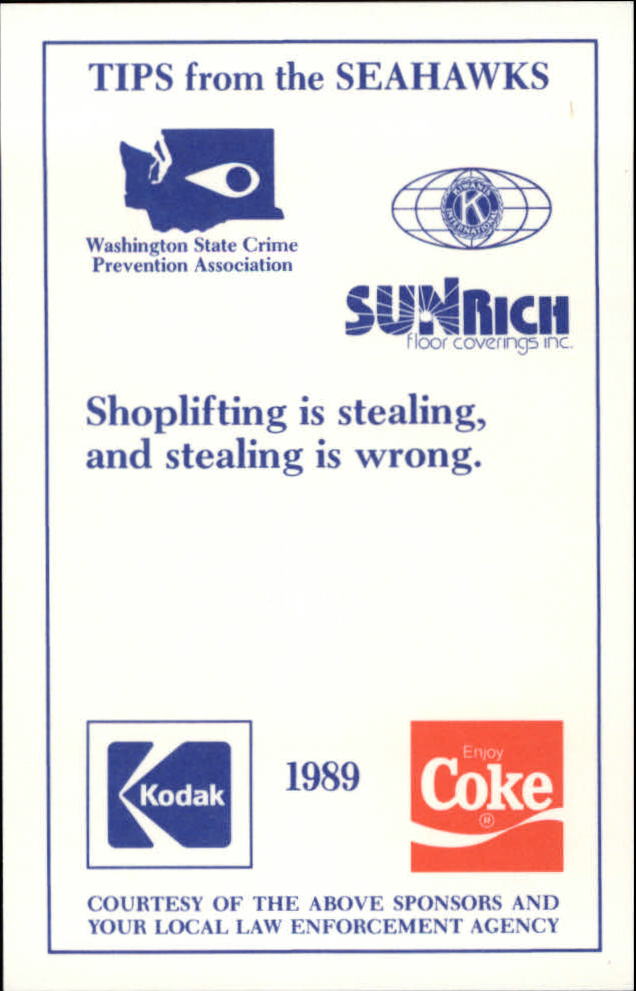 TIPS from the SEAHAWKS
Washington State Crime
Prevention Association
KIWANIS
K
INTERNATIONAL
SUNRICH
floor coverings inc.
Shoplifting is stealing,
and stealing is wrong.
Kodak
1989
Enjoy
Coke
®
COURTESY OF THE ABOVE SPONSORS AND
YOUR LOCAL LAW ENFORCEMENT AGENCY